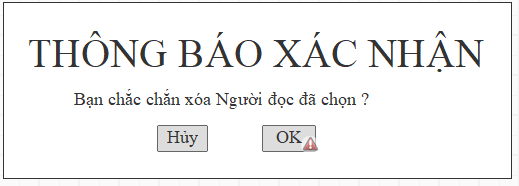 THÔNG BÁO XÁC NHẬN
Bạn chắc chắn xóa Người đọc đã chọn ?
Hủy OK